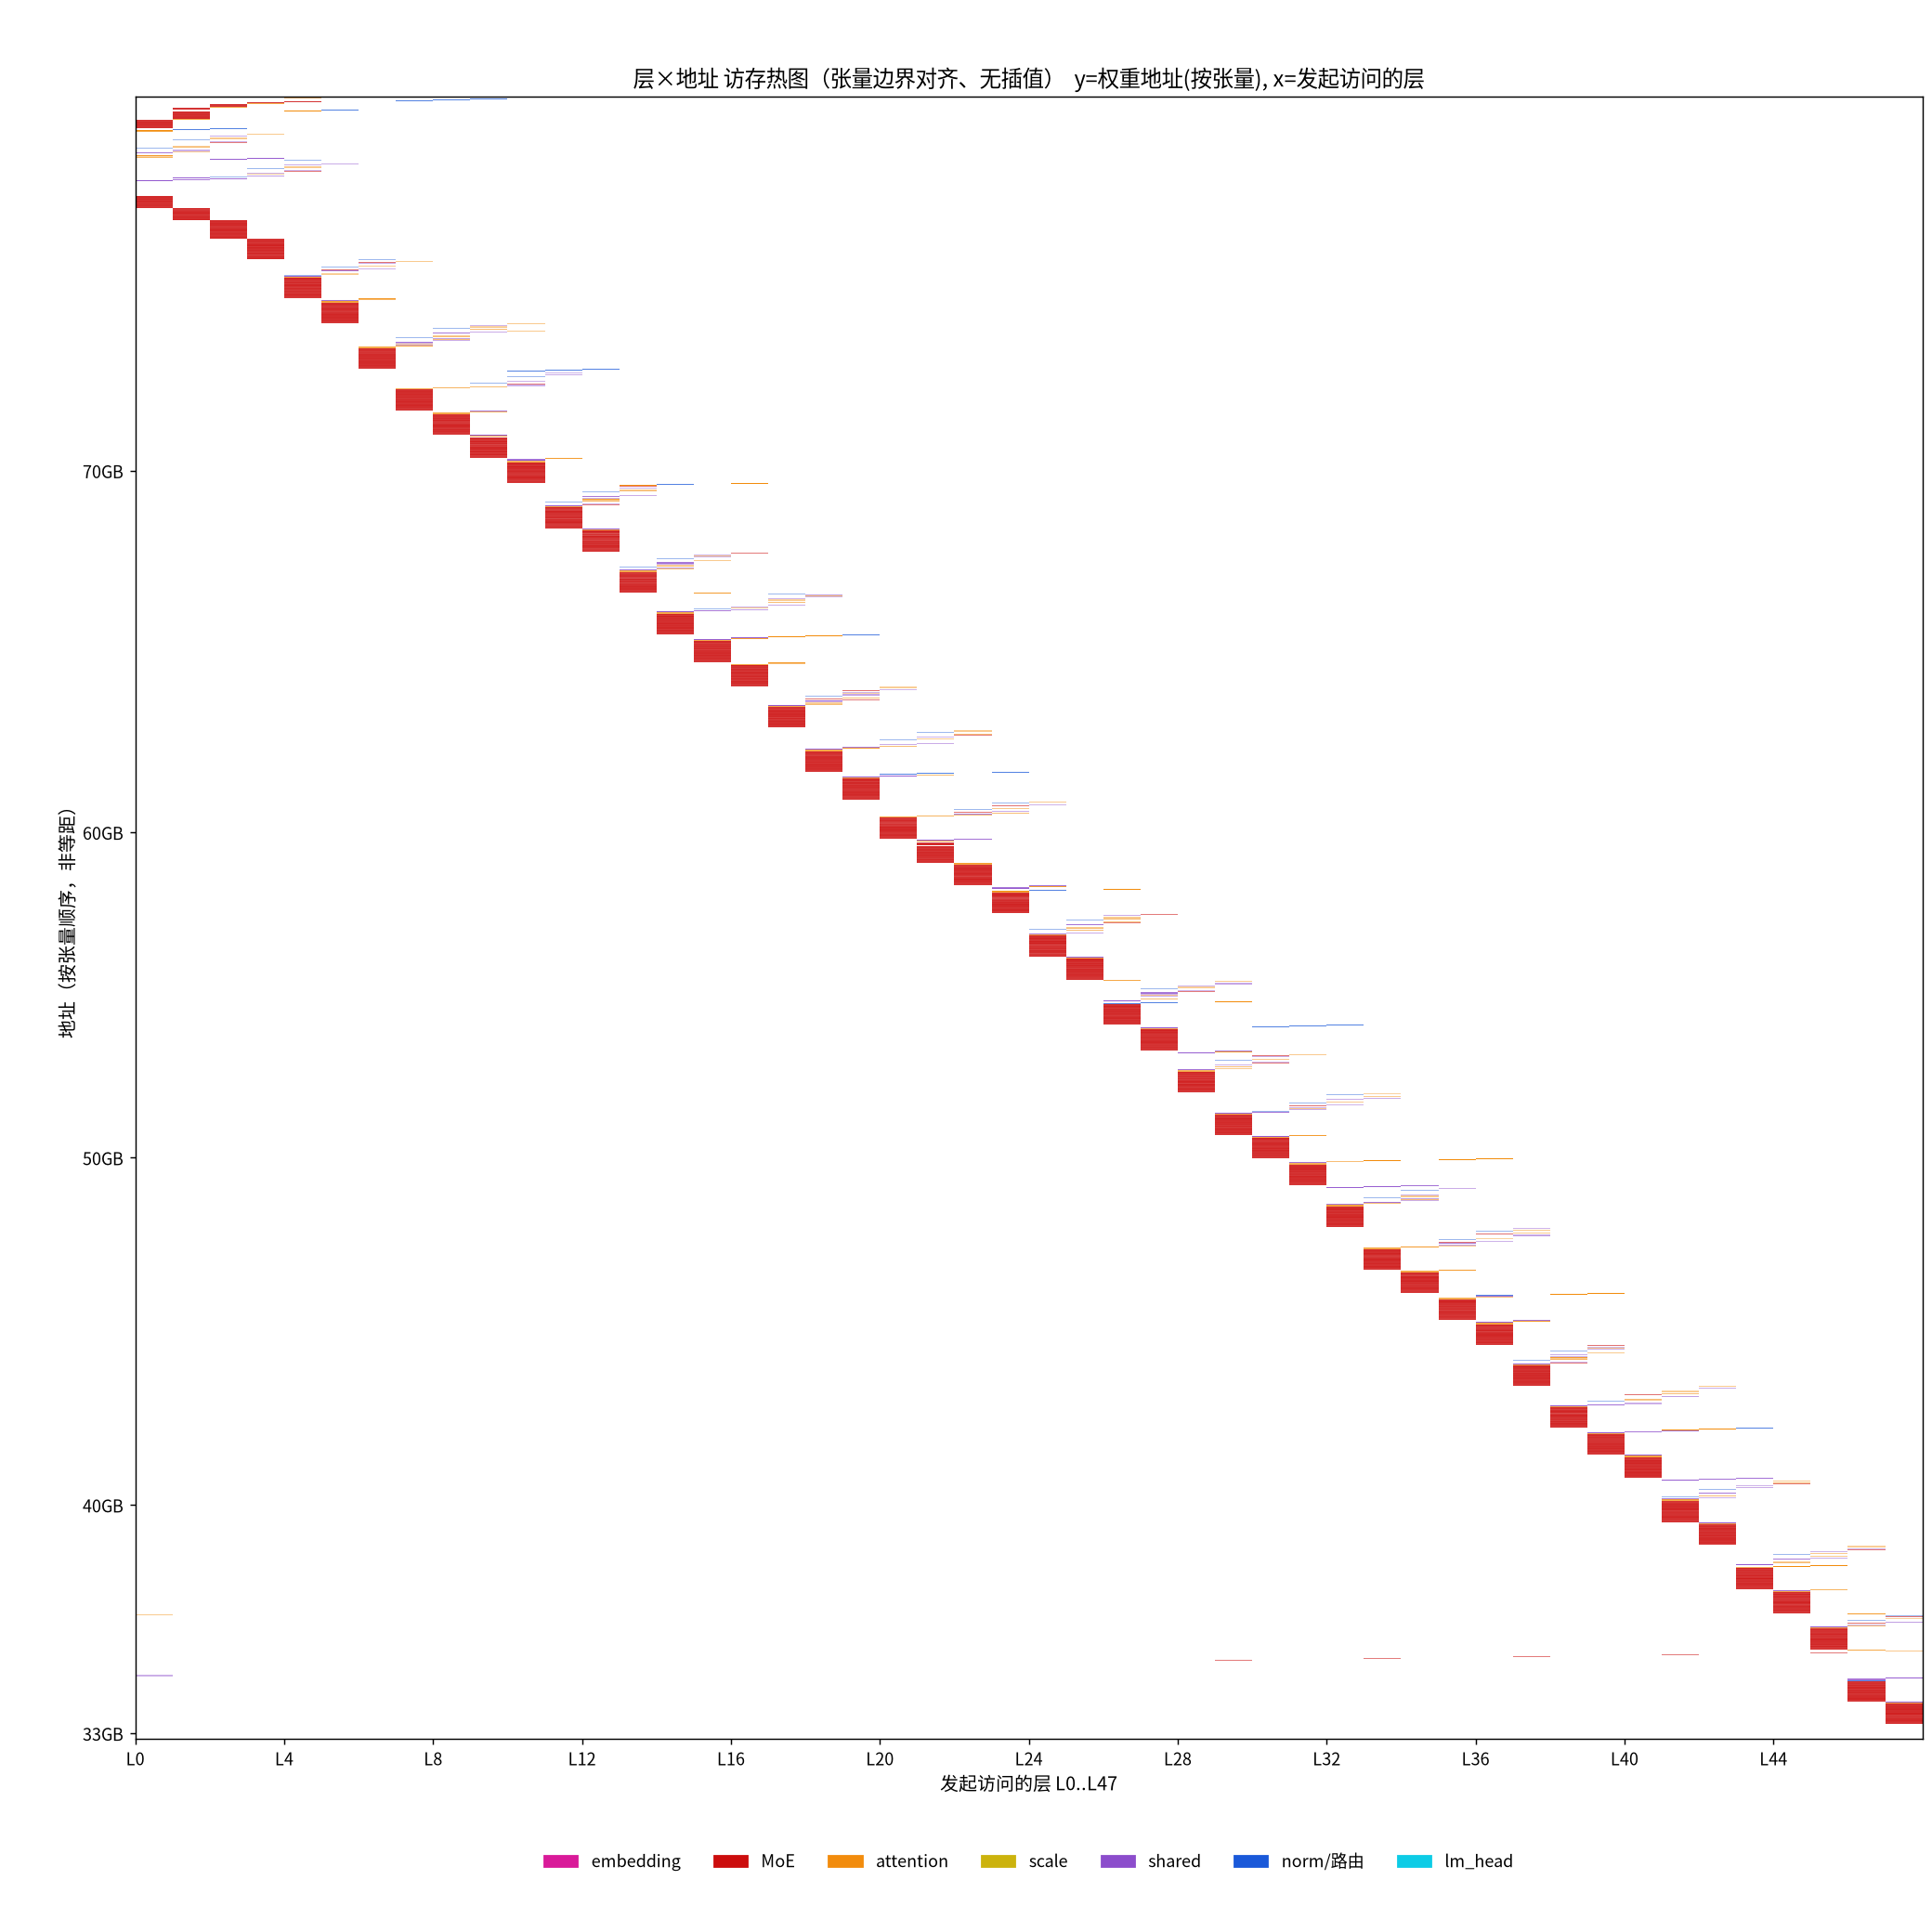 层×地址 访存热图（张量边界对齐、无插值） y=权重地址(按张量), x=发起访问的层
地址（按张量顺序，非等距）
70GB
60GB
50GB
40GB
33GB
L0 L4 L8 L12 L16 L20 L24 L28 L32 L36 L40 L44
发起访问的层 L0..L47
embedding MoE attention scale shared norm/路由 lm_head